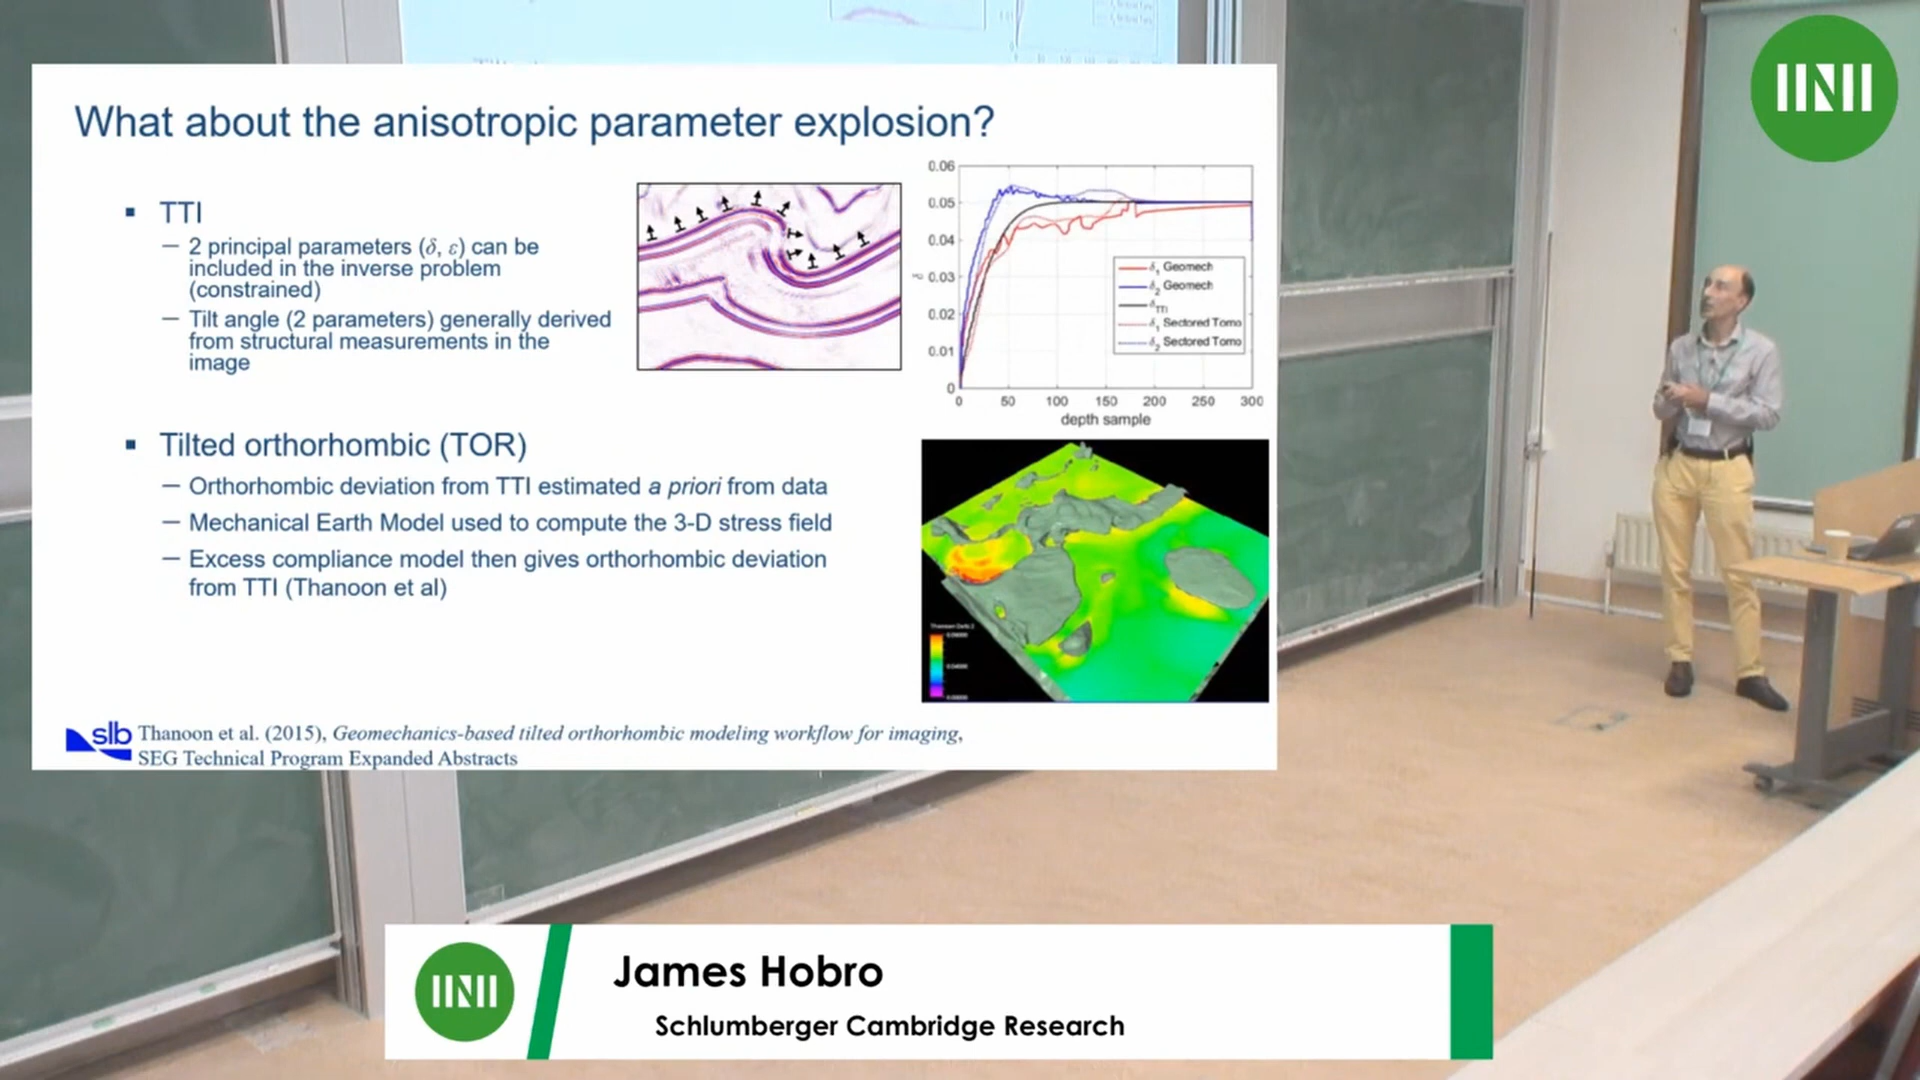 What about the anisotropic parameter explosion?
▪ TTI
– 2 principal parameters (δ, ε) can be
included in the inverse problem
(constrained)
– Tilt angle (2 parameters) generally derived
from structural measurements in the
image
▪ Tilted orthorhombic (TOR)
– Orthorhombic deviation from TTI estimated a priori from data
– Mechanical Earth Model used to compute the 3-D stress field
– Excess compliance model then gives orthorhombic deviation
from TTI (Thanoon et al)
0.06
0.05
0.04
0.03
0.02
0.01
0
0 50 100 150 200 250 300
depth sample
δ₁ Geomech
δ₂ Geomech
δTTI
δ₁ Sectored Tomo
δ₂ Sectored Tomo
slb
Thanoon et al. (2015), Geomechanics-based tilted orthorhombic modeling workflow for imaging,
SEG Technical Program Expanded Abstracts
IINII
IINII
James Hobro
Schlumberger Cambridge Research